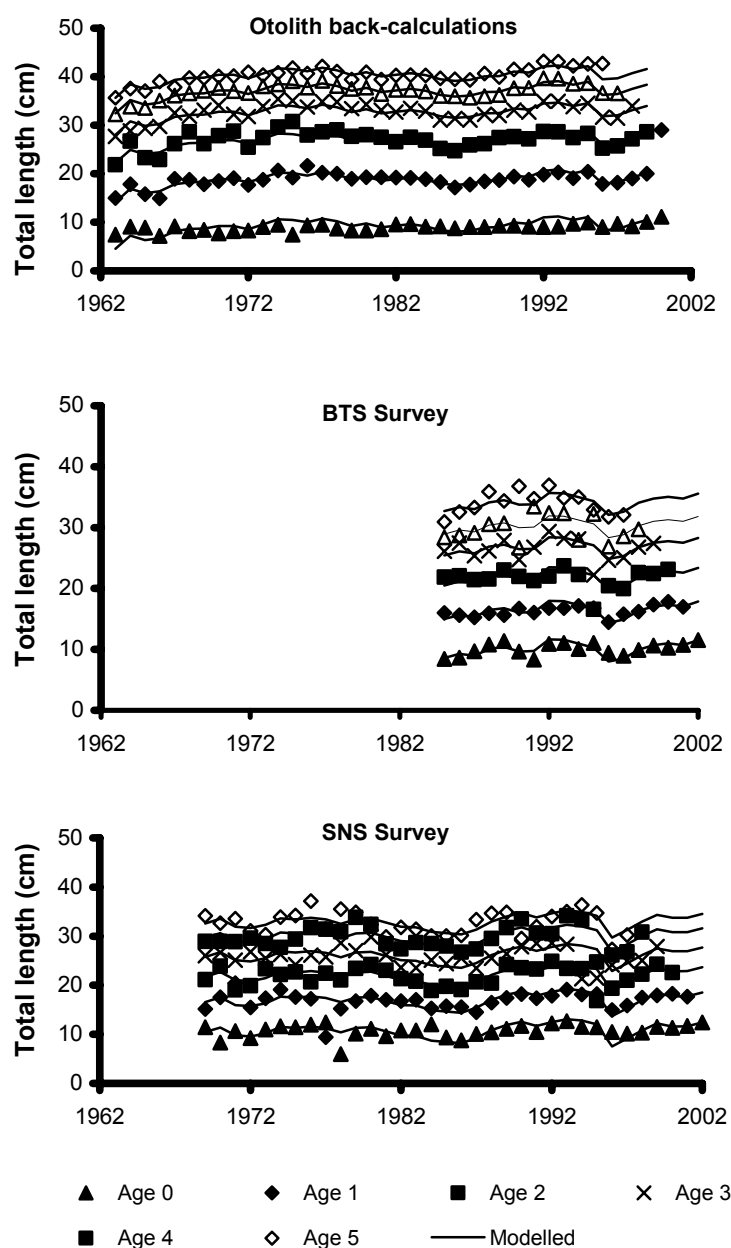 Otolith back-calculations
Total length (cm)
50
40
30
20
10
0
1962 1972 1982 1992 2002
BTS Survey
Total length (cm)
50
40
30
20
10
0
1962 1972 1982 1992 2002
SNS Survey
Total length (cm)
50
40
30
20
10
0
1962 1972 1982 1992 2002
Age 0 Age 1 Age 2 Age 3
Age 4 Age 5 Modelled